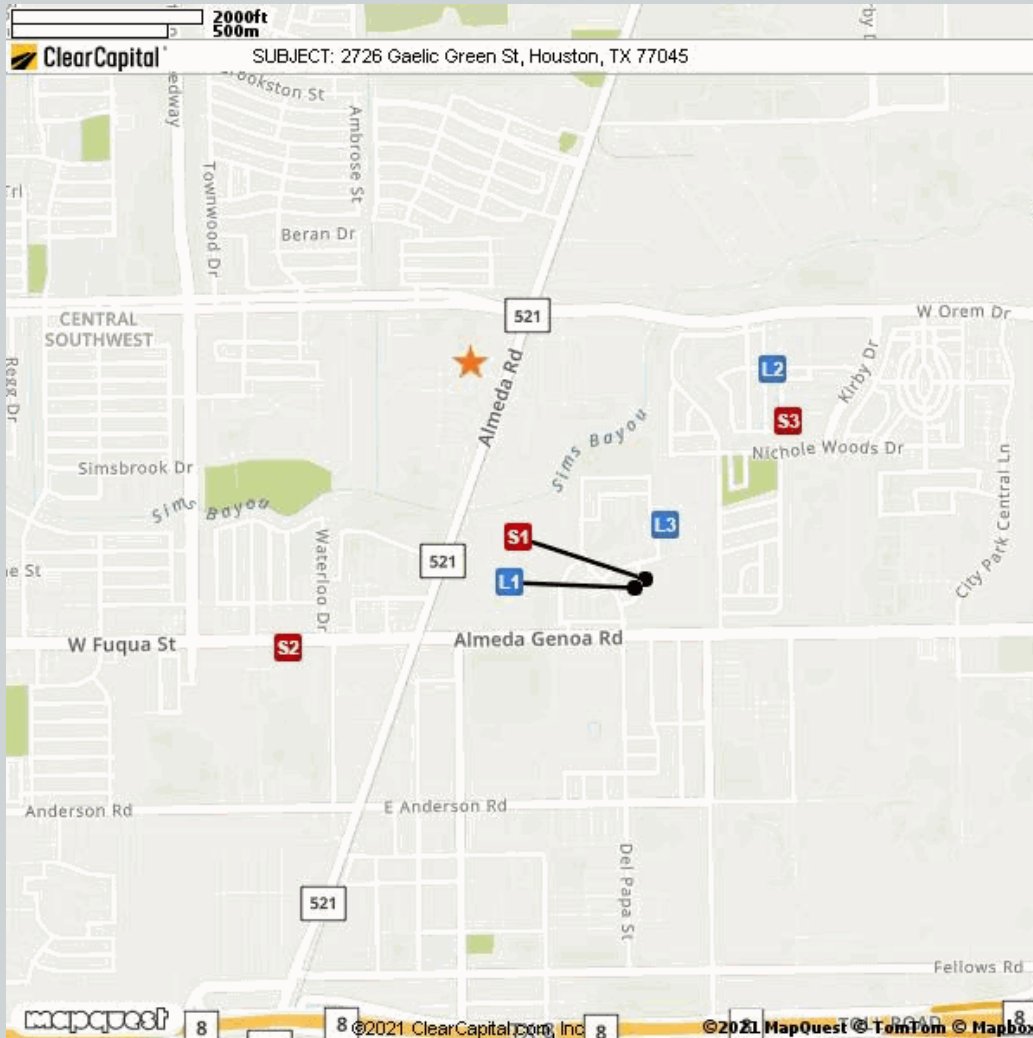 2000ft
500m
ClearCapital
SUBJECT: 2726 Gaelic Green St, Houston, TX 77045
Ambrose St
Townwood Dr
Beran Dr
CENTRAL
SOUTHWEST
521
W Orem Dr
Regg Dr
Almeda Rd
L2
Kirby Dr
S3
Nichole Woods Dr
Simsbrook Dr
Sims Bayou
Sims Bayou
City Park Central Ln
L3
S1
Waterloo Dr
521
L1
W Fuqua St
S2
Almeda Genoa Rd
Anderson Rd
E Anderson Rd
Del Papa St
521
Fellows Rd
mapquest
8
8
©2021 ClearCapital.com, Inc
8
8
©2021 MapQuest © TomTom © Mapbox
TOLL ROAD